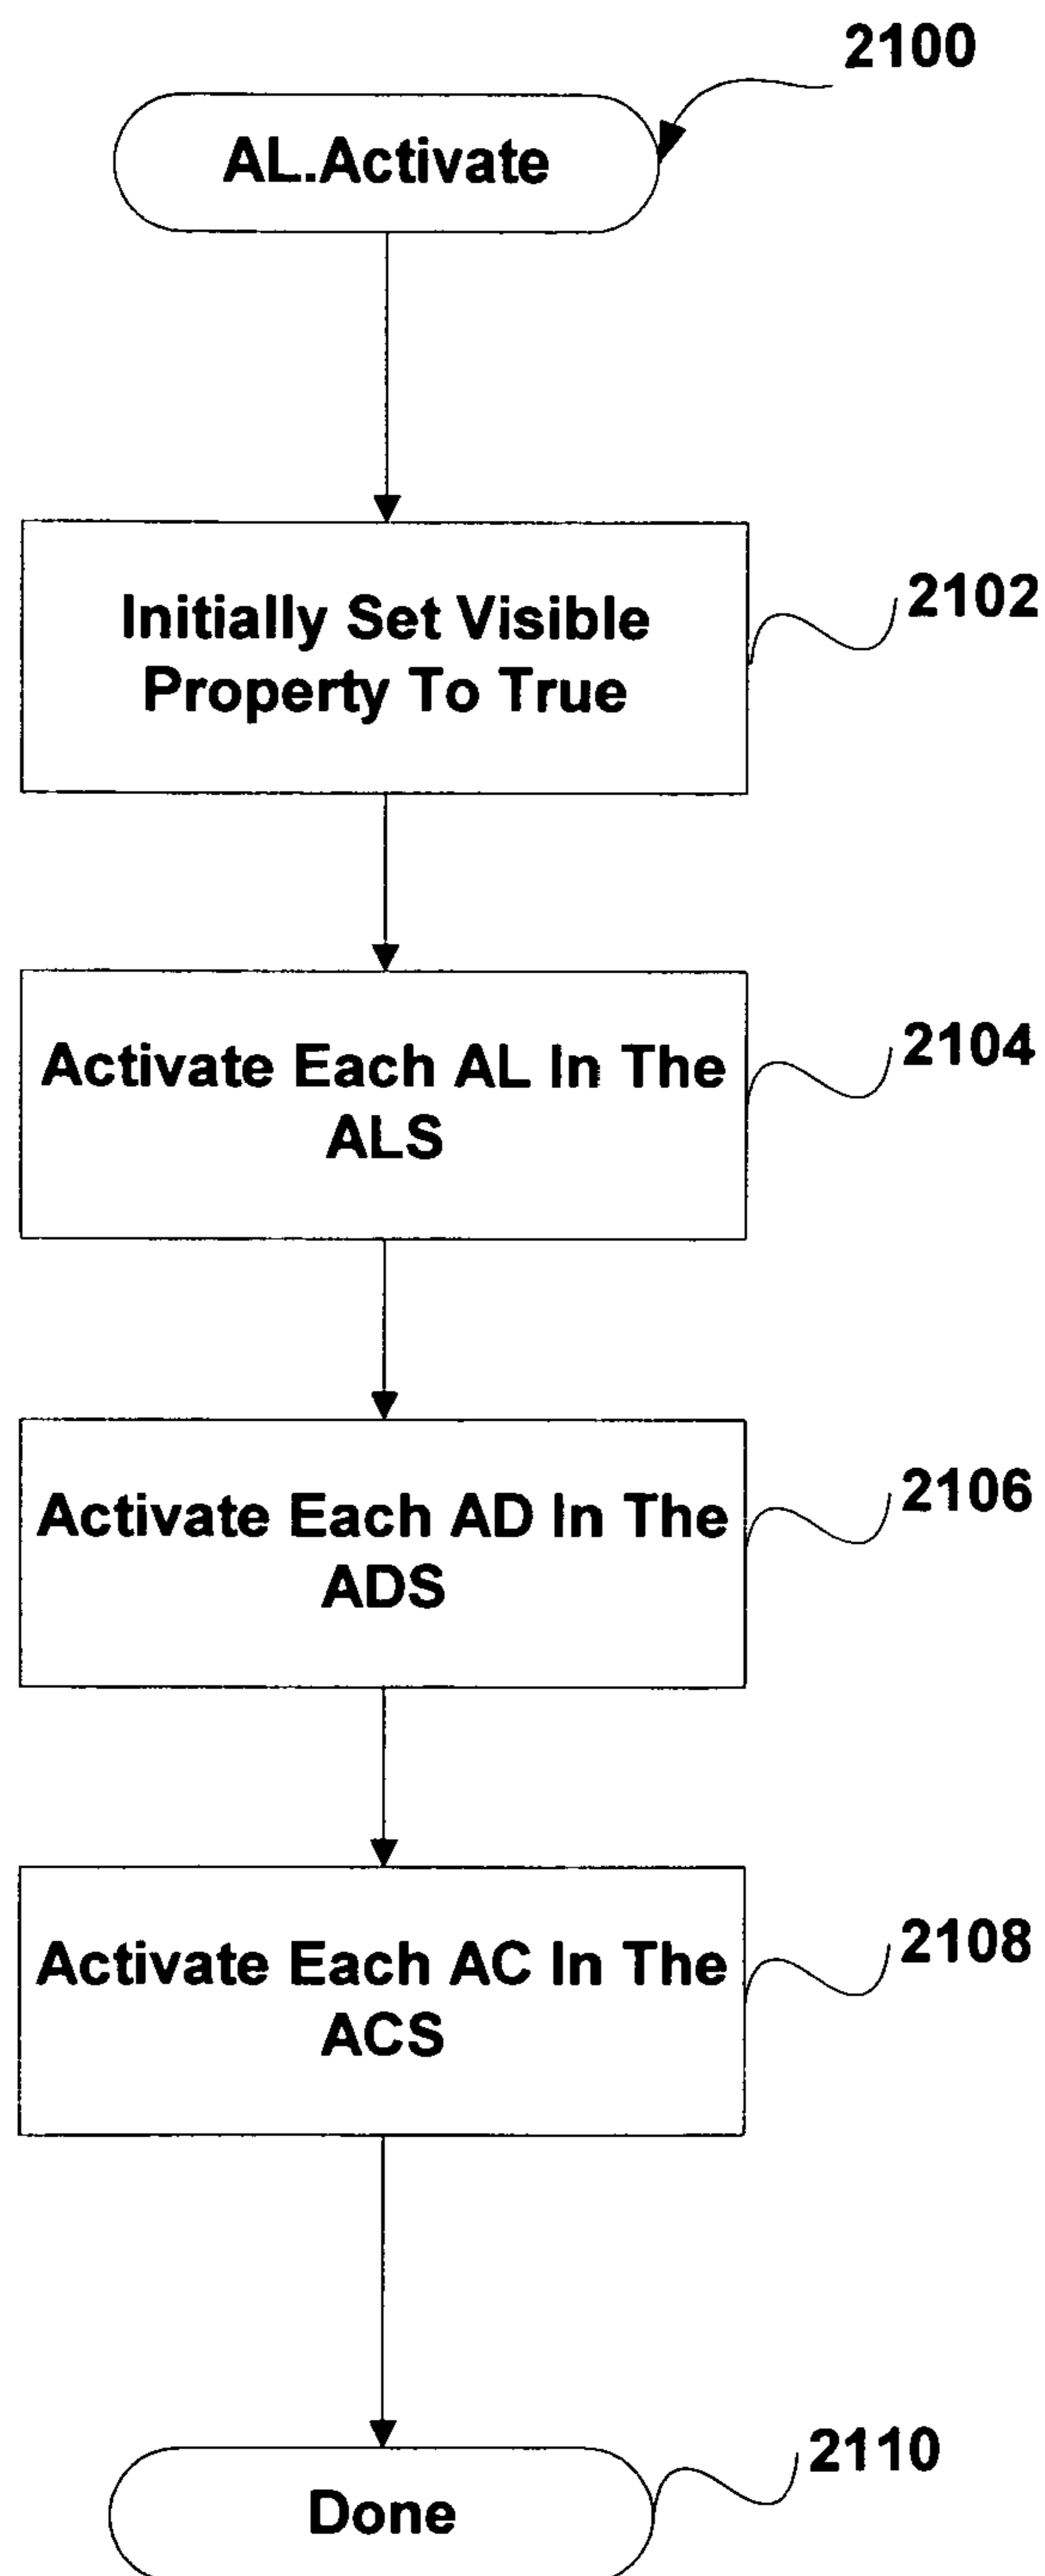 2100
AL.Activate
Initially Set Visible
Property To True
2102
Activate Each AL In The
ALS
2104
Activate Each AD In The
ADS
2106
Activate Each AC In The
ACS
2108
Done
2110